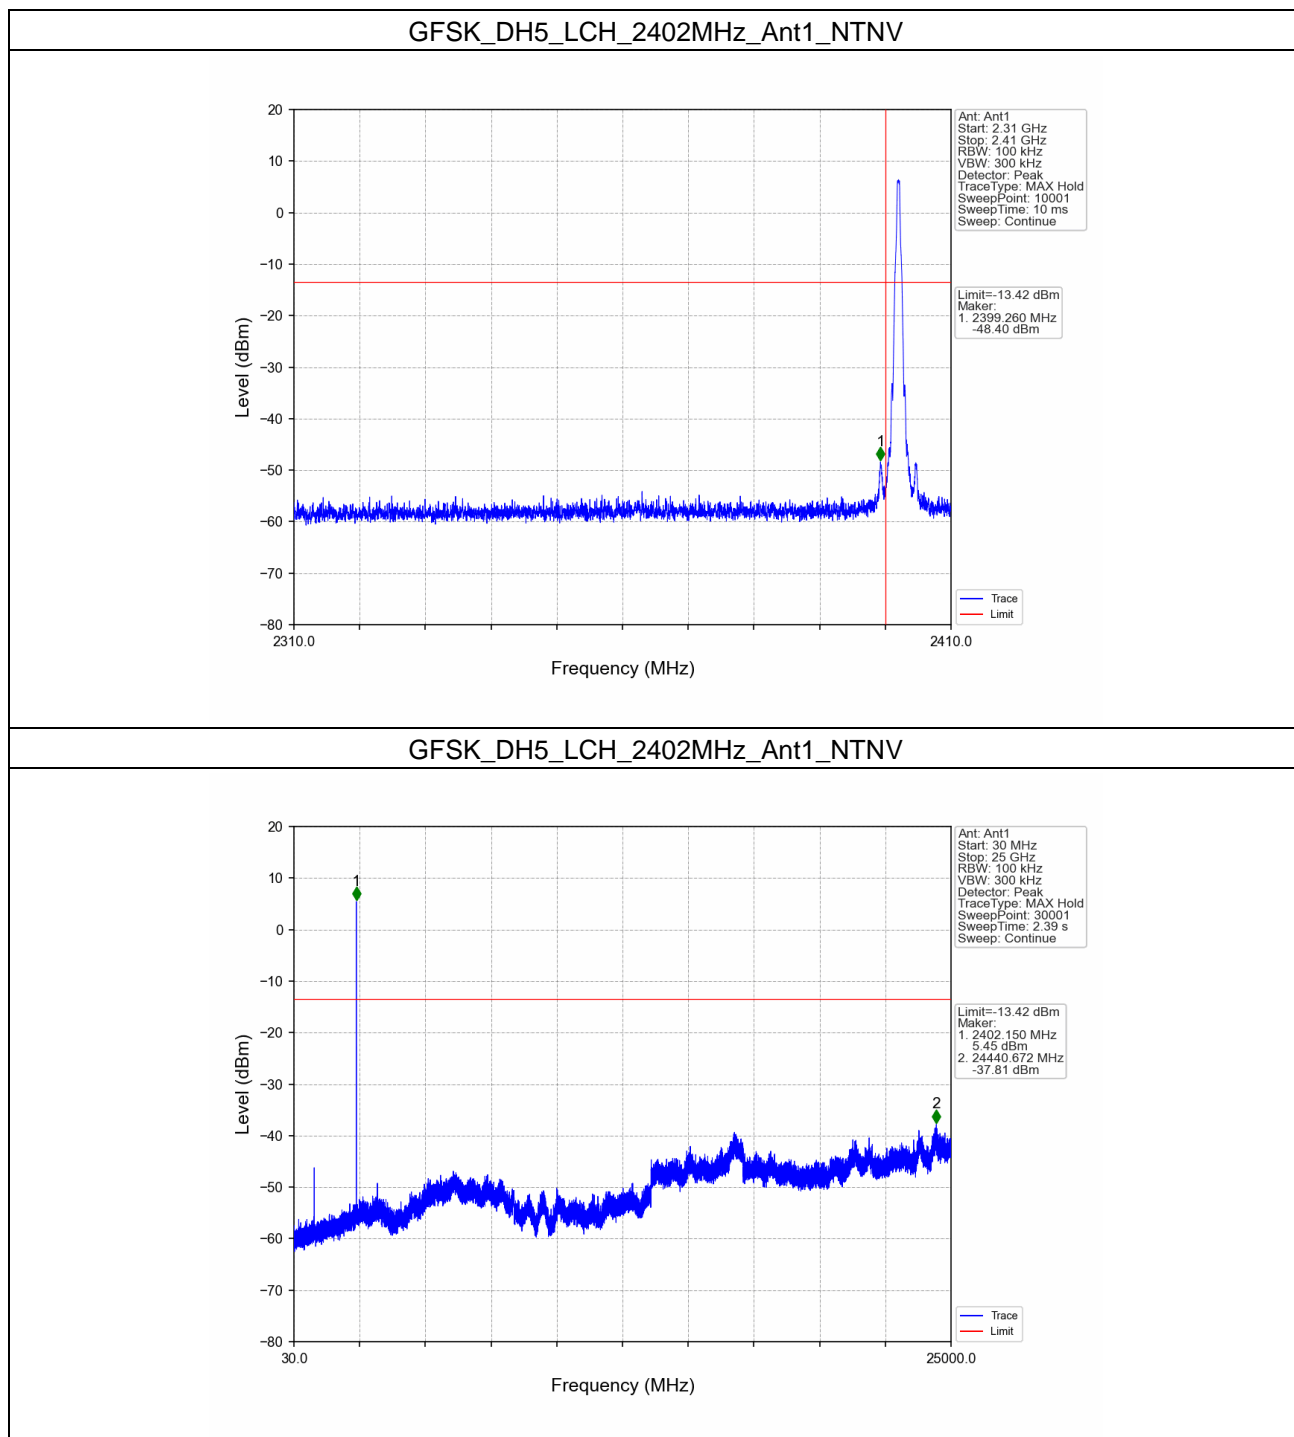 GFSK_DH5_LCH_2402MHz_Ant1_NTNV
20
10
0
−10
−20
−30
−40
−50
−60
−70
−80
Level (dBm)
1
2310.0
2410.0
Frequency (MHz)
Ant: Ant1
Start: 2.31 GHz
Stop: 2.41 GHz
RBW: 100 kHz
VBW: 300 kHz
Detector: Peak
TraceType: MAX Hold
SweepPoint: 10001
SweepTime: 10 ms
Sweep: Continue
Limit=-13.42 dBm
Maker:
1. 2399.260 MHz
-48.40 dBm
Trace
Limit
GFSK_DH5_LCH_2402MHz_Ant1_NTNV
20
10
0
−10
−20
−30
−40
−50
−60
−70
−80
Level (dBm)
1
2
30.0
25000.0
Frequency (MHz)
Ant: Ant1
Start: 30 MHz
Stop: 25 GHz
RBW: 100 kHz
VBW: 300 kHz
Detector: Peak
TraceType: MAX Hold
SweepPoint: 30001
SweepTime: 2.39 s
Sweep: Continue
Limit=-13.42 dBm
Maker:
1. 2402.150 MHz
5.45 dBm
2. 24440.672 MHz
-37.81 dBm
Trace
Limit